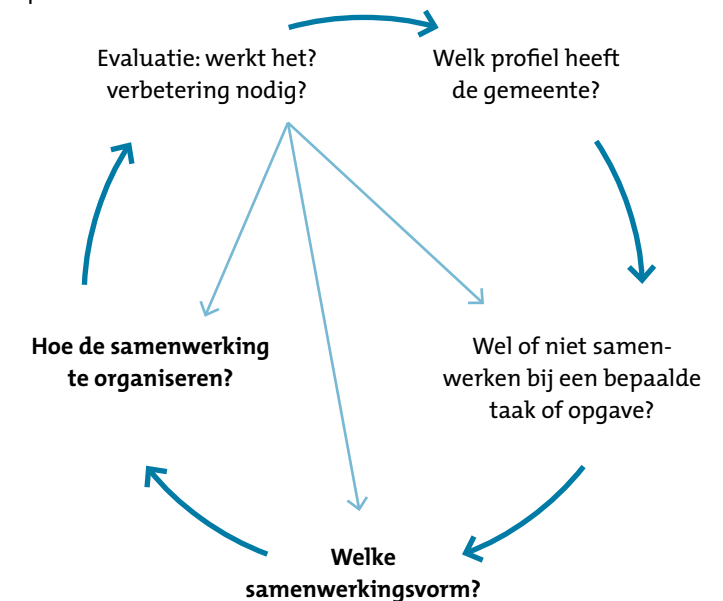 Evaluatie: werkt het?
verbetering nodig?
Welk profiel heeft
de gemeente?
Wel of niet samen-
werken bij een bepaalde
taak of opgave?
Welke
samenwerkingsvorm?
Hoe de samenwerking
te organiseren?